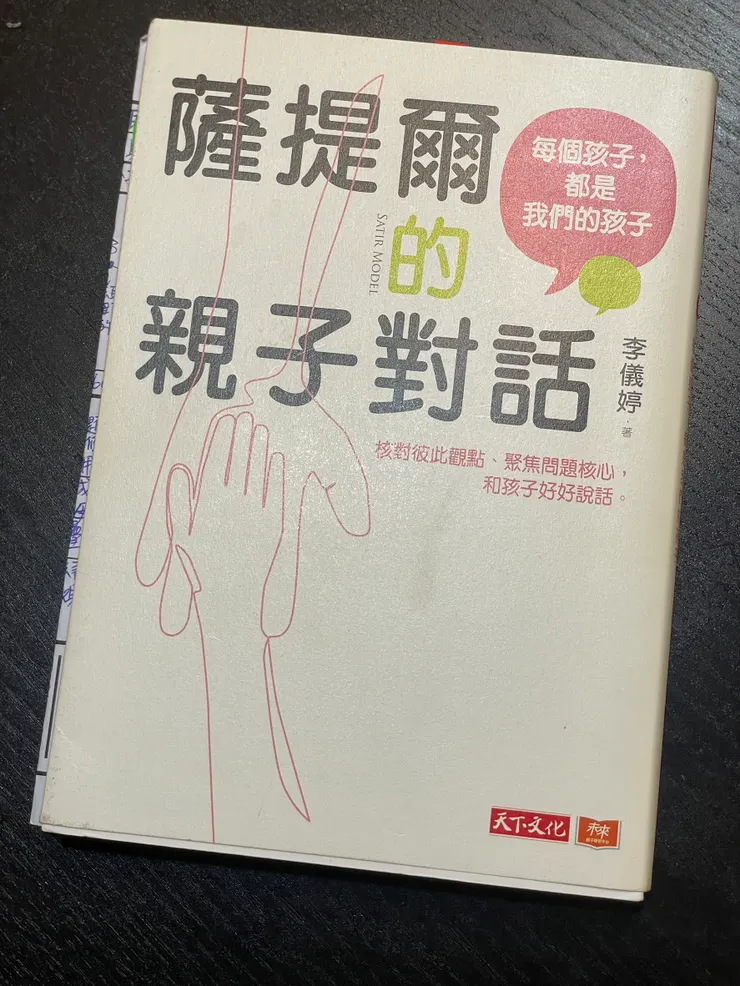 薩提爾
的
SATIR MODEL
親子對話
每個孩子，
都是
我們的孩子
李儀婷・著
核對彼此觀點、聚焦問題核心，
和孩子好好說話。
天下文化
未來